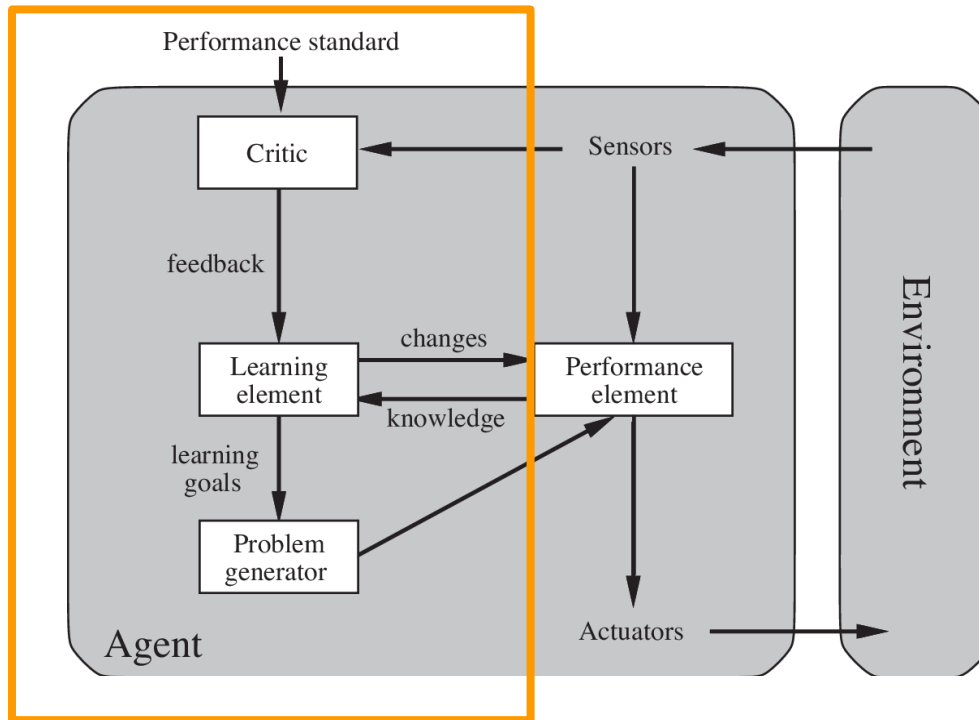 Performance standard
Critic
Sensors
feedback
changes
Learning
element
Performance
element
knowledge
learning
goals
Problem
generator
Actuators
Agent
Environment